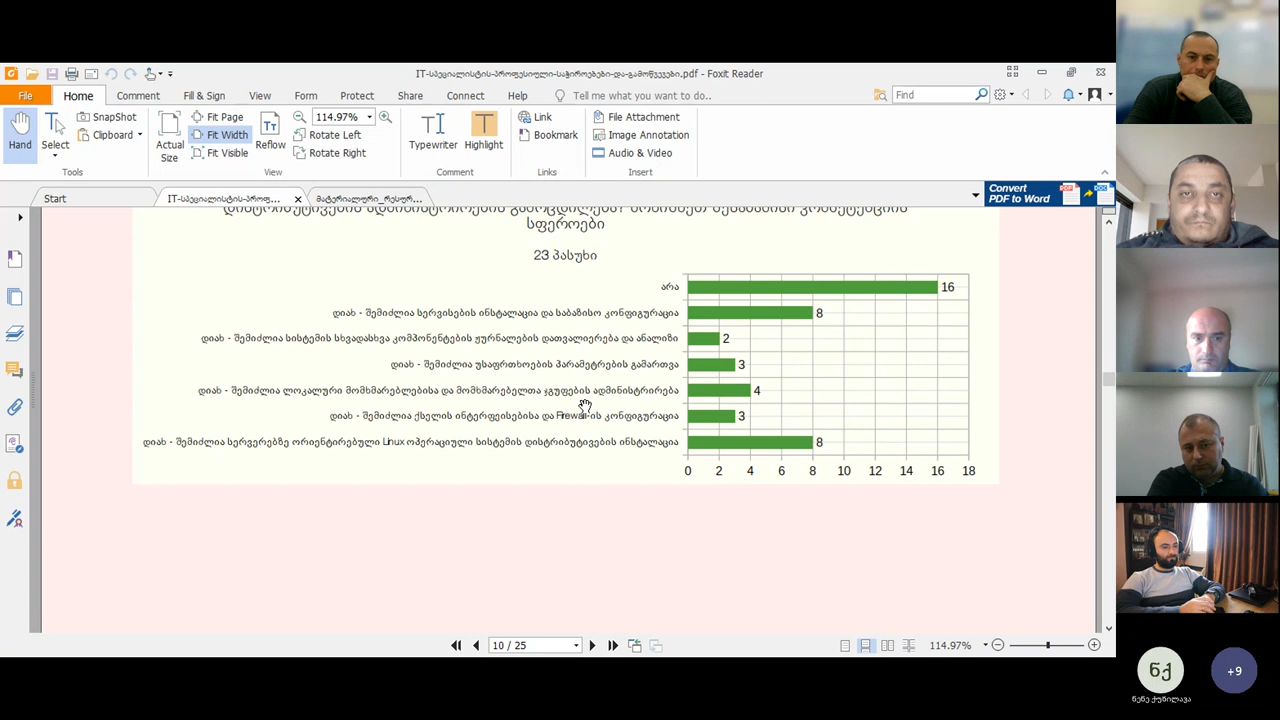 IT-სპეციალისტის-პროფესიული-საჭიროებები-და-გამოწვევები.pdf - Foxit Reader
File Home Comment Fill & Sign View Form Protect Share Connect Help Tell me what you want to do.. Find
Hand
Select
SnapShot
Clipboard
Tools
Actual Size
Fit Page
Fit Width
Fit Visible
Reflow
114.97%
Rotate Left
Rotate Right
View
Typewriter
Highlight
Comment
Link
Bookmark
Links
File Attachment
Image Annotation
Audio & Video
Insert
Start
IT-სპეციალისტის-პროფ...
მატერიალური_რესურ...
Convert
PDF to Word
სფეროები
23 პასუხი
არა 16
დიახ - შემიძლია სერვისების ინსტალაცია და საბაზისო კონფიგურაცია 8
დიახ - შემიძლია სისტემის სხვადასხვა კომპონენტების ჟურნალების დათვალიერება და ანალიზი 2
დიახ - შემიძლია უსაფრთხოების პარამეტრების გამართვა 3
დიახ - შემიძლია ლოკალური მომხმარებლებისა და მომხმარებელთა ჯგუფების ადმინისტრირება 4
დიახ - შემიძლია ქსელის ინტერფეისებისა და Firewall-ის კონფიგურაცია 3
დიახ - შემიძლია სერვერებზე ორიენტირებული Linux ოპერაციული სისტემის დისტრიბუტივების ინსტალაცია 8
0 2 4 6 8 10 12 14 16 18
10 / 25
114.97%
ნქ
ნენე ქუნილავა
+9